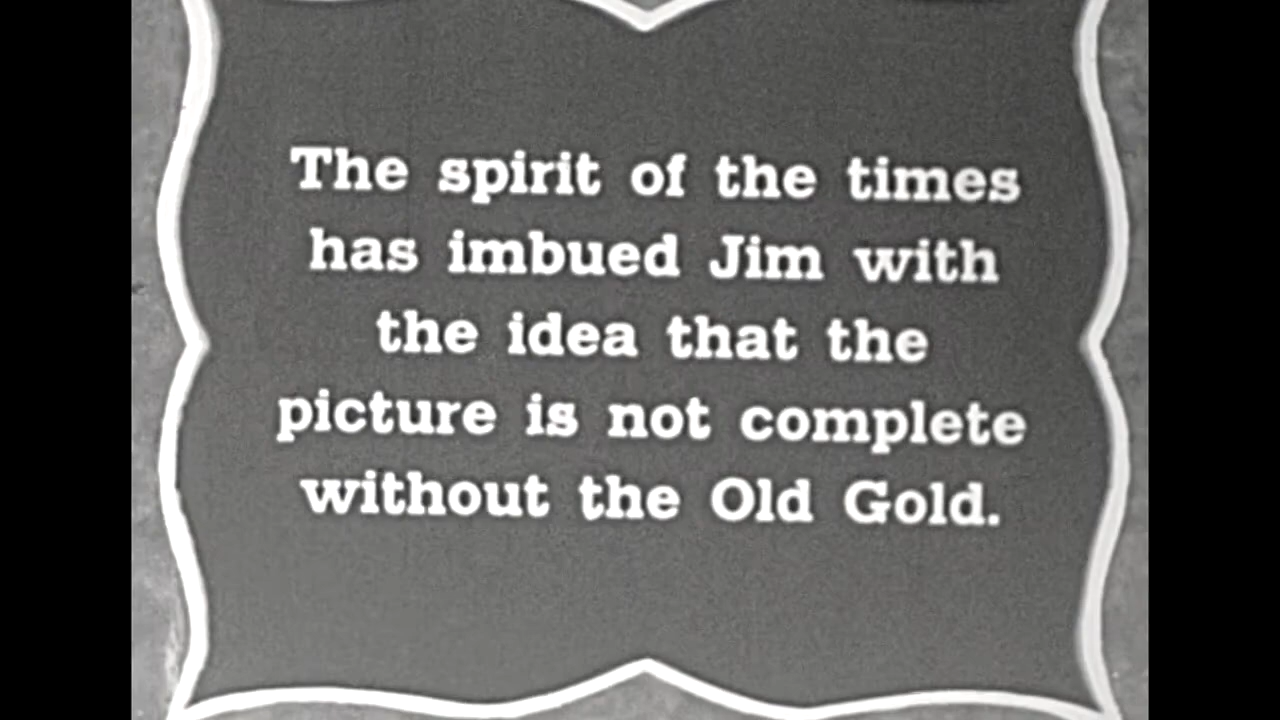 The spirit of the times
has imbued Jim with
the idea that the
picture is not complete
without the Old Gold.